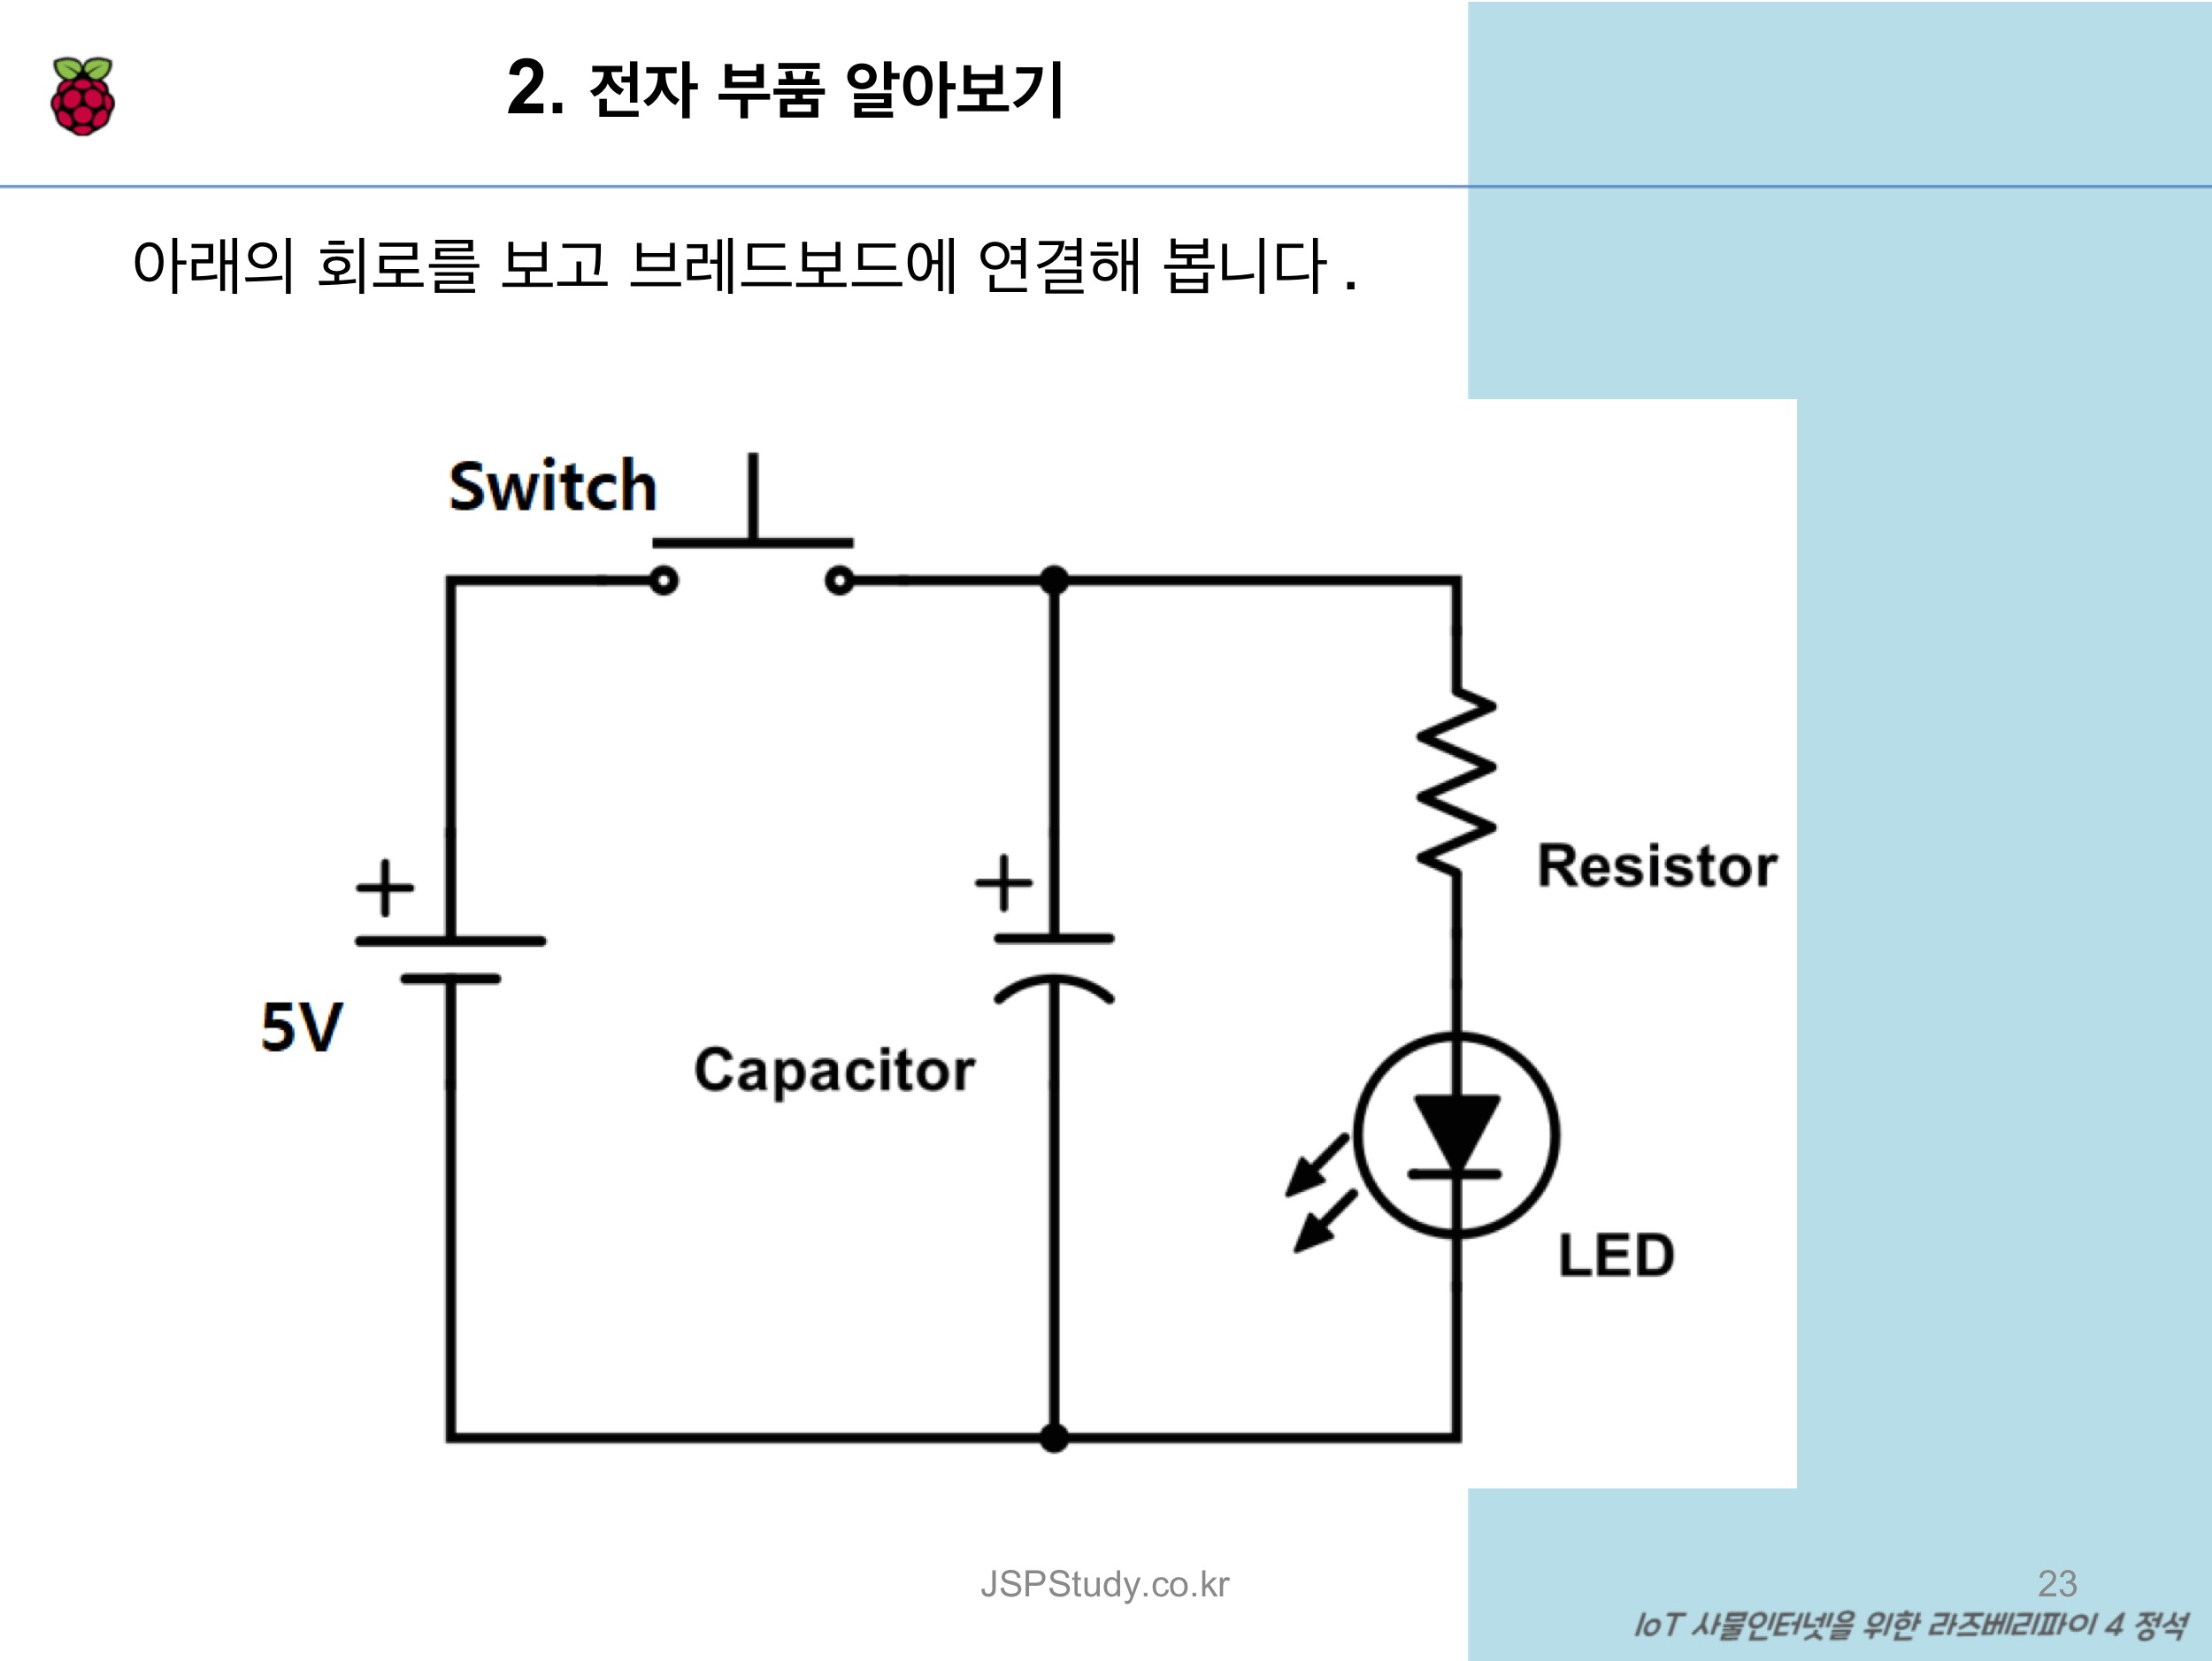 2. 전자 부품 알아보기
아래의 회로를 보고 브레드보드에 연결해 봅니다 .
Switch
+
+
Resistor
5V
Capacitor
LED
JSPStudy.co.kr
23
IoT 사물인터넷을 위한 라즈베리파이 4 정석